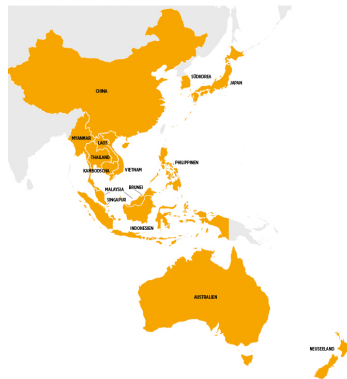 SÜDKOREA
JAPAN
CHINA
MYANMAR
LAOS
THAILAND
PHILIPPINEN
KAMBODSCHA
VIETNAM
MALAYSIA
BRUNEI
SINGAPUR
INDONESIEN
AUSTRALIEN
NEUSEELAND